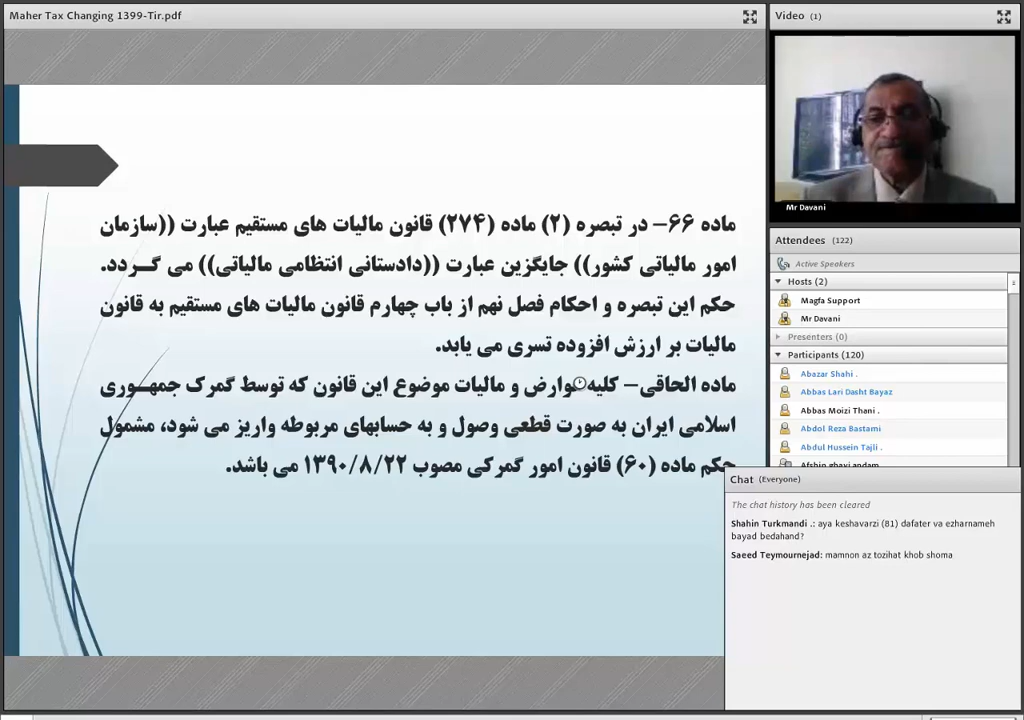 Maher Tax Changing 1399-Tir.pdf
ماده ۶۶– در تبصره (۲) ماده (۲۷۴) قانون مالیات های مستقیم عبارت ((سازمان
امور مالیاتی کشور)) جایگزین عبارت ((دادستانی انتظامی مالیاتی)) می گـــردد.
حکم این تبصره و احکام فصل نهم از باب چهارم قانون مالیات های مستقیم به قانون
مالیات بر ارزش افزوده تسری می یابد.
ماده الحاقی– کلیه عوارض و مالیات موضوع این قانون که توسط گمرک جمهـــوری
اسلامی ایران به صورت قطعی وصول و به حسابهای مربوطه واریز می شود، مشمول
حکم ماده (۶۰) قانون امور گمرکی مصوب ۱۳۹۰/۸/۲۲ می باشد.
Video (1)
Mr Davani
Attendees (122)
Active Speakers
Hosts (2)
Magfa Support
Mr Davani
Presenters (0)
Participants (120)
Abazar Shahi .
Abbas Lari Dasht Bayaz
Abbas Moizi Thani .
Abdol Reza Bastami
Abdul Hussein Tajli .
Afshin ghavi andam
Chat (Everyone)
The chat history has been cleared
Shahin Turkmandi .: aya keshavarzi (81) dafater va ezharnameh
bayad bedahand?
Saeed Teymournejad: mamnon az tozihat khob shoma